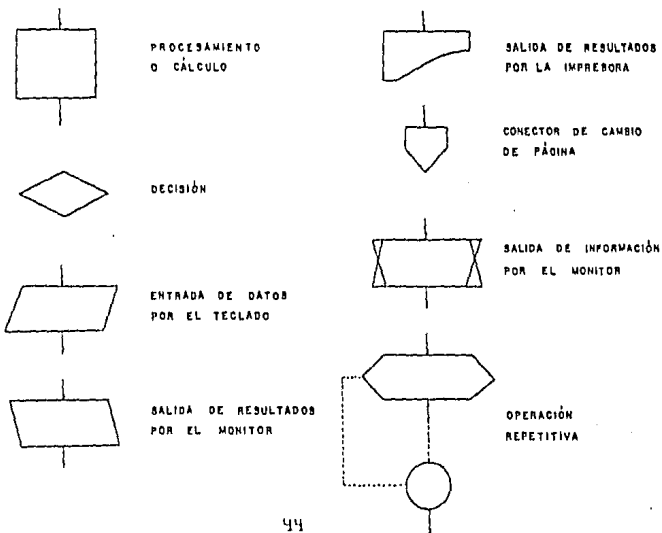 PROCESAMIENTO
O CÁLCULO
DECISIÓN
ENTRADA DE DATOS
POR EL TECLADO
SALIDA DE RESULTADOS
POR EL MONITOR
SALIDA DE RESULTADOS
POR LA IMPRESORA
CONECTOR DE CAMBIO
DE PÁGINA
SALIDA DE INFORMACIÓN
POR EL MONITOR
OPERACIÓN
REPETITIVA
44